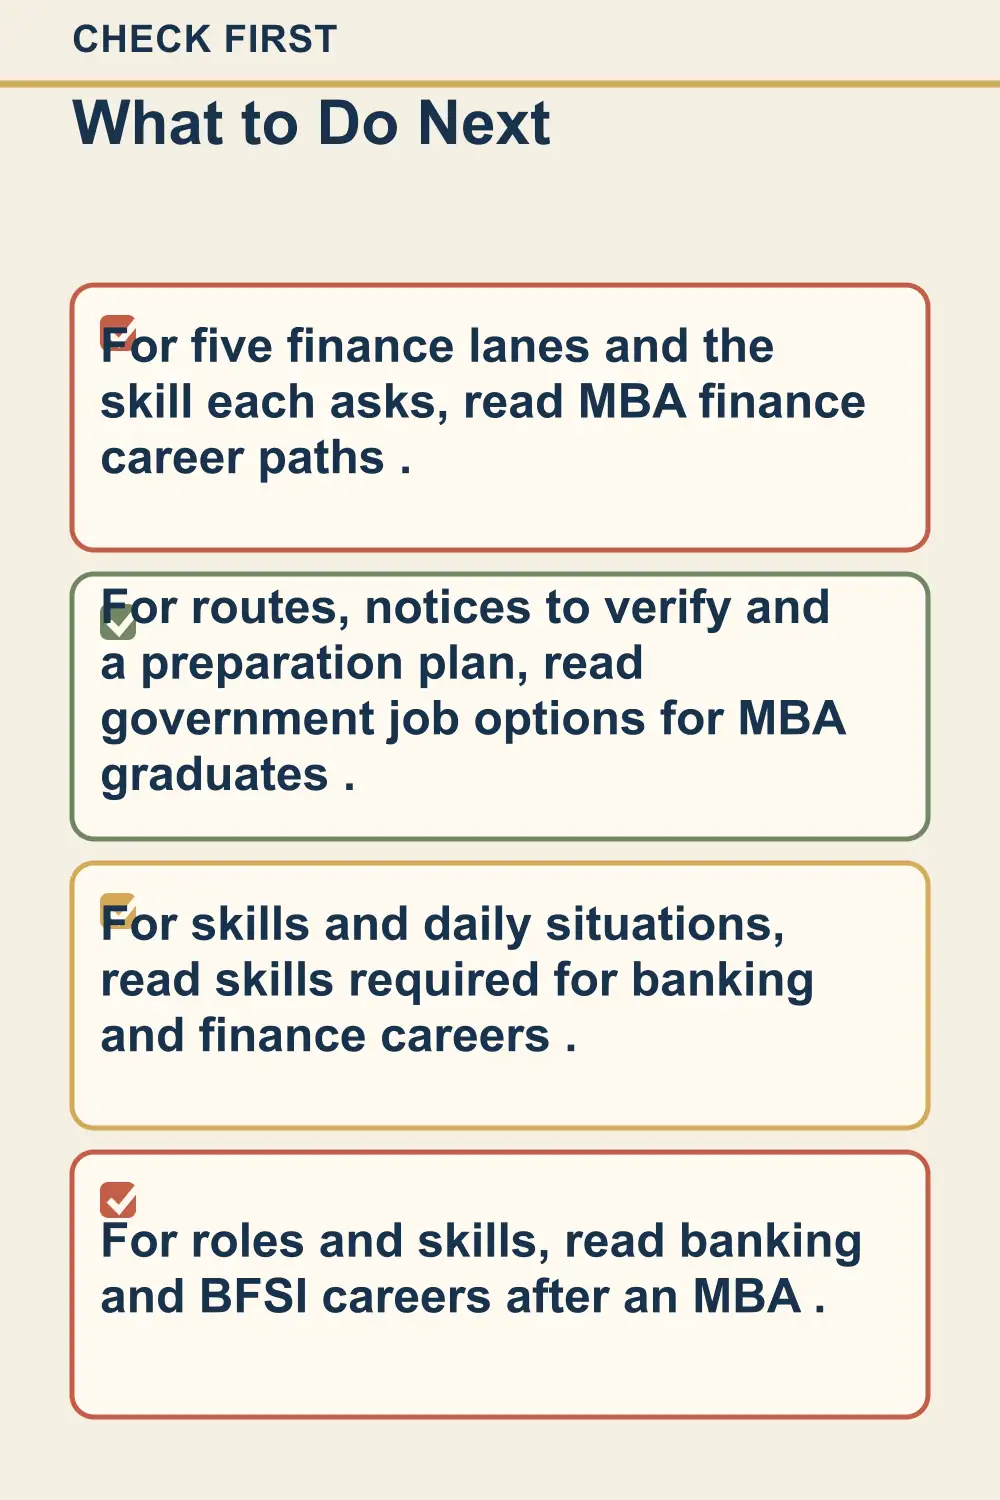 CHECK FIRST
What to Do Next
For five finance lanes and the
skill each asks, read MBA finance
career paths .
For routes, notices to verify and
a preparation plan, read
government job options for MBA
graduates .
For skills and daily situations,
read skills required for banking
and finance careers .
For roles and skills, read banking
and BFSI careers after an MBA .